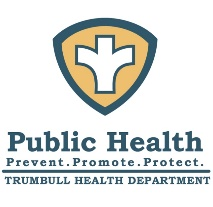 Public Health
Prevent.Promote.Protect.
TRUMBULL HEALTH DEPARTMENT